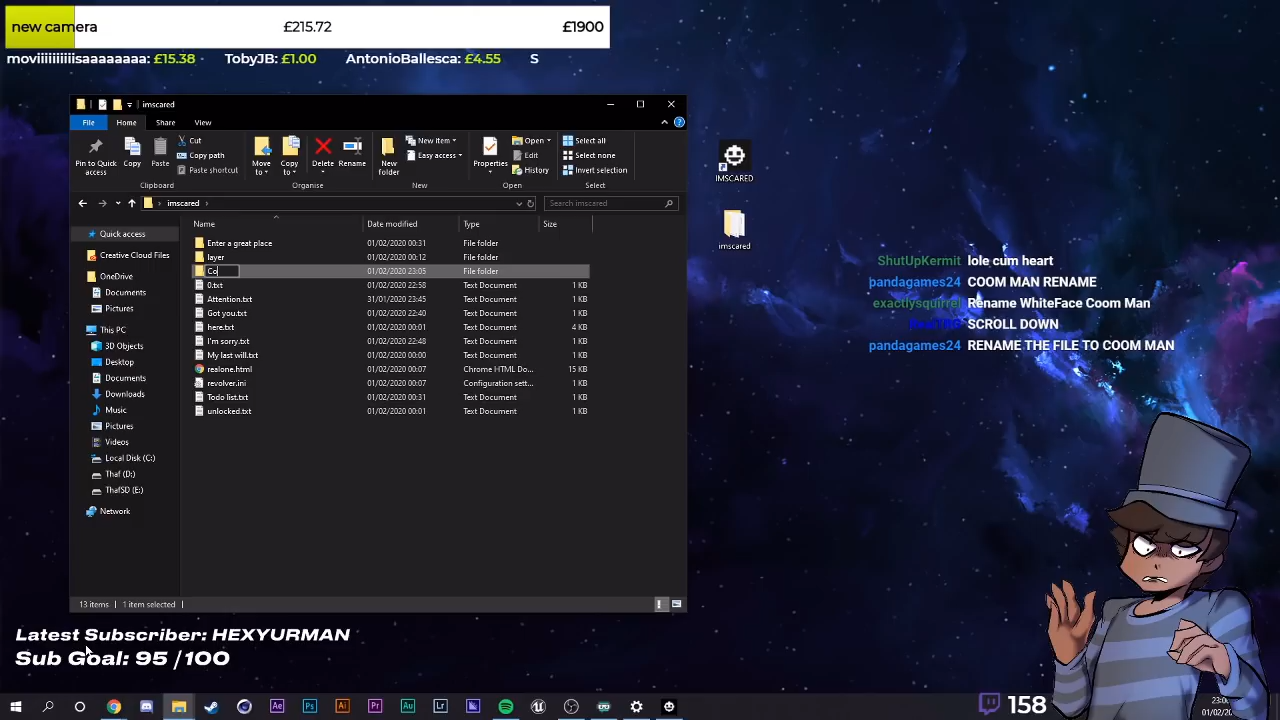 new camera £215.72 £1900
moviiiiiiiiisaaaaaaaa: £15.38 TobyJB: £1.00 AntonioBallesca: £4.55 S
imscared
File Home Share View
Pin to Quick access
Copy
Paste
Cut
Copy path
Paste shortcut
Clipboard
Move to
Copy to
Delete
Rename
Organise
New folder
New item
Easy access
New
Properties
Open
Edit
History
Open
Select all
Select none
Invert selection
Select
imscared
Search imscared
Name Date modified Type Size
Quick access
Creative Cloud Files
OneDrive
Documents
Pictures
This PC
3D Objects
Desktop
Documents
Downloads
Music
Pictures
Videos
Local Disk (C:)
Thaf (D:)
ThafSD (E:)
Network
Enter a great place 01/02/2020 00:31 File folder
layer 01/02/2020 00:12 File folder
Co 01/02/2020 23:05 File folder
0.txt 01/02/2020 22:58 Text Document 1 KB
Attention.txt 31/01/2020 23:45 Text Document 1 KB
Got you.txt 01/02/2020 22:40 Text Document 1 KB
here.txt 01/02/2020 00:01 Text Document 4 KB
I'm sorry.txt 01/02/2020 22:48 Text Document 1 KB
My last will.txt 01/02/2020 00:00 Text Document 1 KB
realone.html 01/02/2020 00:07 Chrome HTML Do... 15 KB
revolver.ini 01/02/2020 00:07 Configuration sett... 1 KB
Todo list.txt 01/02/2020 00:31 Text Document 1 KB
unlocked.txt 01/02/2020 00:01 Text Document 1 KB
13 items 1 item selected
IMSCARED
imscared
ShutUpKermit lole cum heart
pandagames24 COOM MAN RENAME
exactlysquirrel Rename WhiteFace Coom Man
SCROLL DOWN
pandagames24 RENAME THE FILE TO COOM MAN
Latest Subscriber: HEXYURMAN
Sub Goal: 95 /100
Ae Ps Ai Pr Au Lr
158